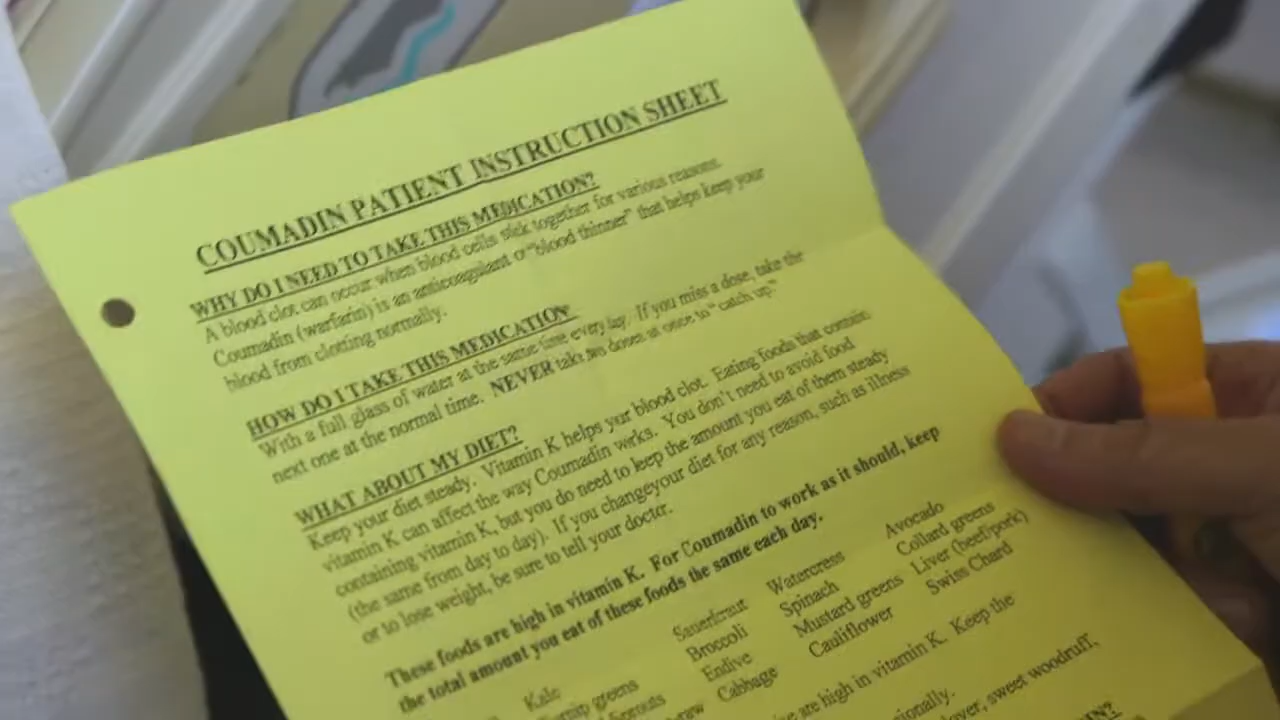 COUMADIN PATIENT INSTRUCTION SHEET
WHY DO I NEED TO TAKE THIS MEDICATION?
A blood clot can occur when blood cells stick together for various reasons.
Coumadin (warfarin) is an anticoagulant or "blood thinner" that helps keep your
blood from clotting normally.
HOW DO I TAKE THIS MEDICATION
With a full glass of water at the same time every day. If you miss a dose, take the
next one at the normal time. NEVER take two doses at once to "catch up."
WHAT ABOUT MY DIET?
Keep your diet steady. Vitamin K helps your blood clot. Eating foods that contain
vitamin K can affect the way Coumadin works. You don't need to avoid food
containing vitamin K, but you do need to keep the amount you eat of them steady
(the same from day to day). If you change your diet for any reason, such as illness
or to lose weight, be sure to tell your doctor.
These foods are high in vitamin K. For Coumadin to work as it should, keep
the total amount you eat of these foods the same each day.
Kale Sauerkraut Watercress Avocado
greens Broccoli Spinach Collard greens
Endive Mustard greens Liver (beef/pork)
Cabbage Cauliflower Swiss Chard
are high in vitamin K. Keep the
sweet woodruff,